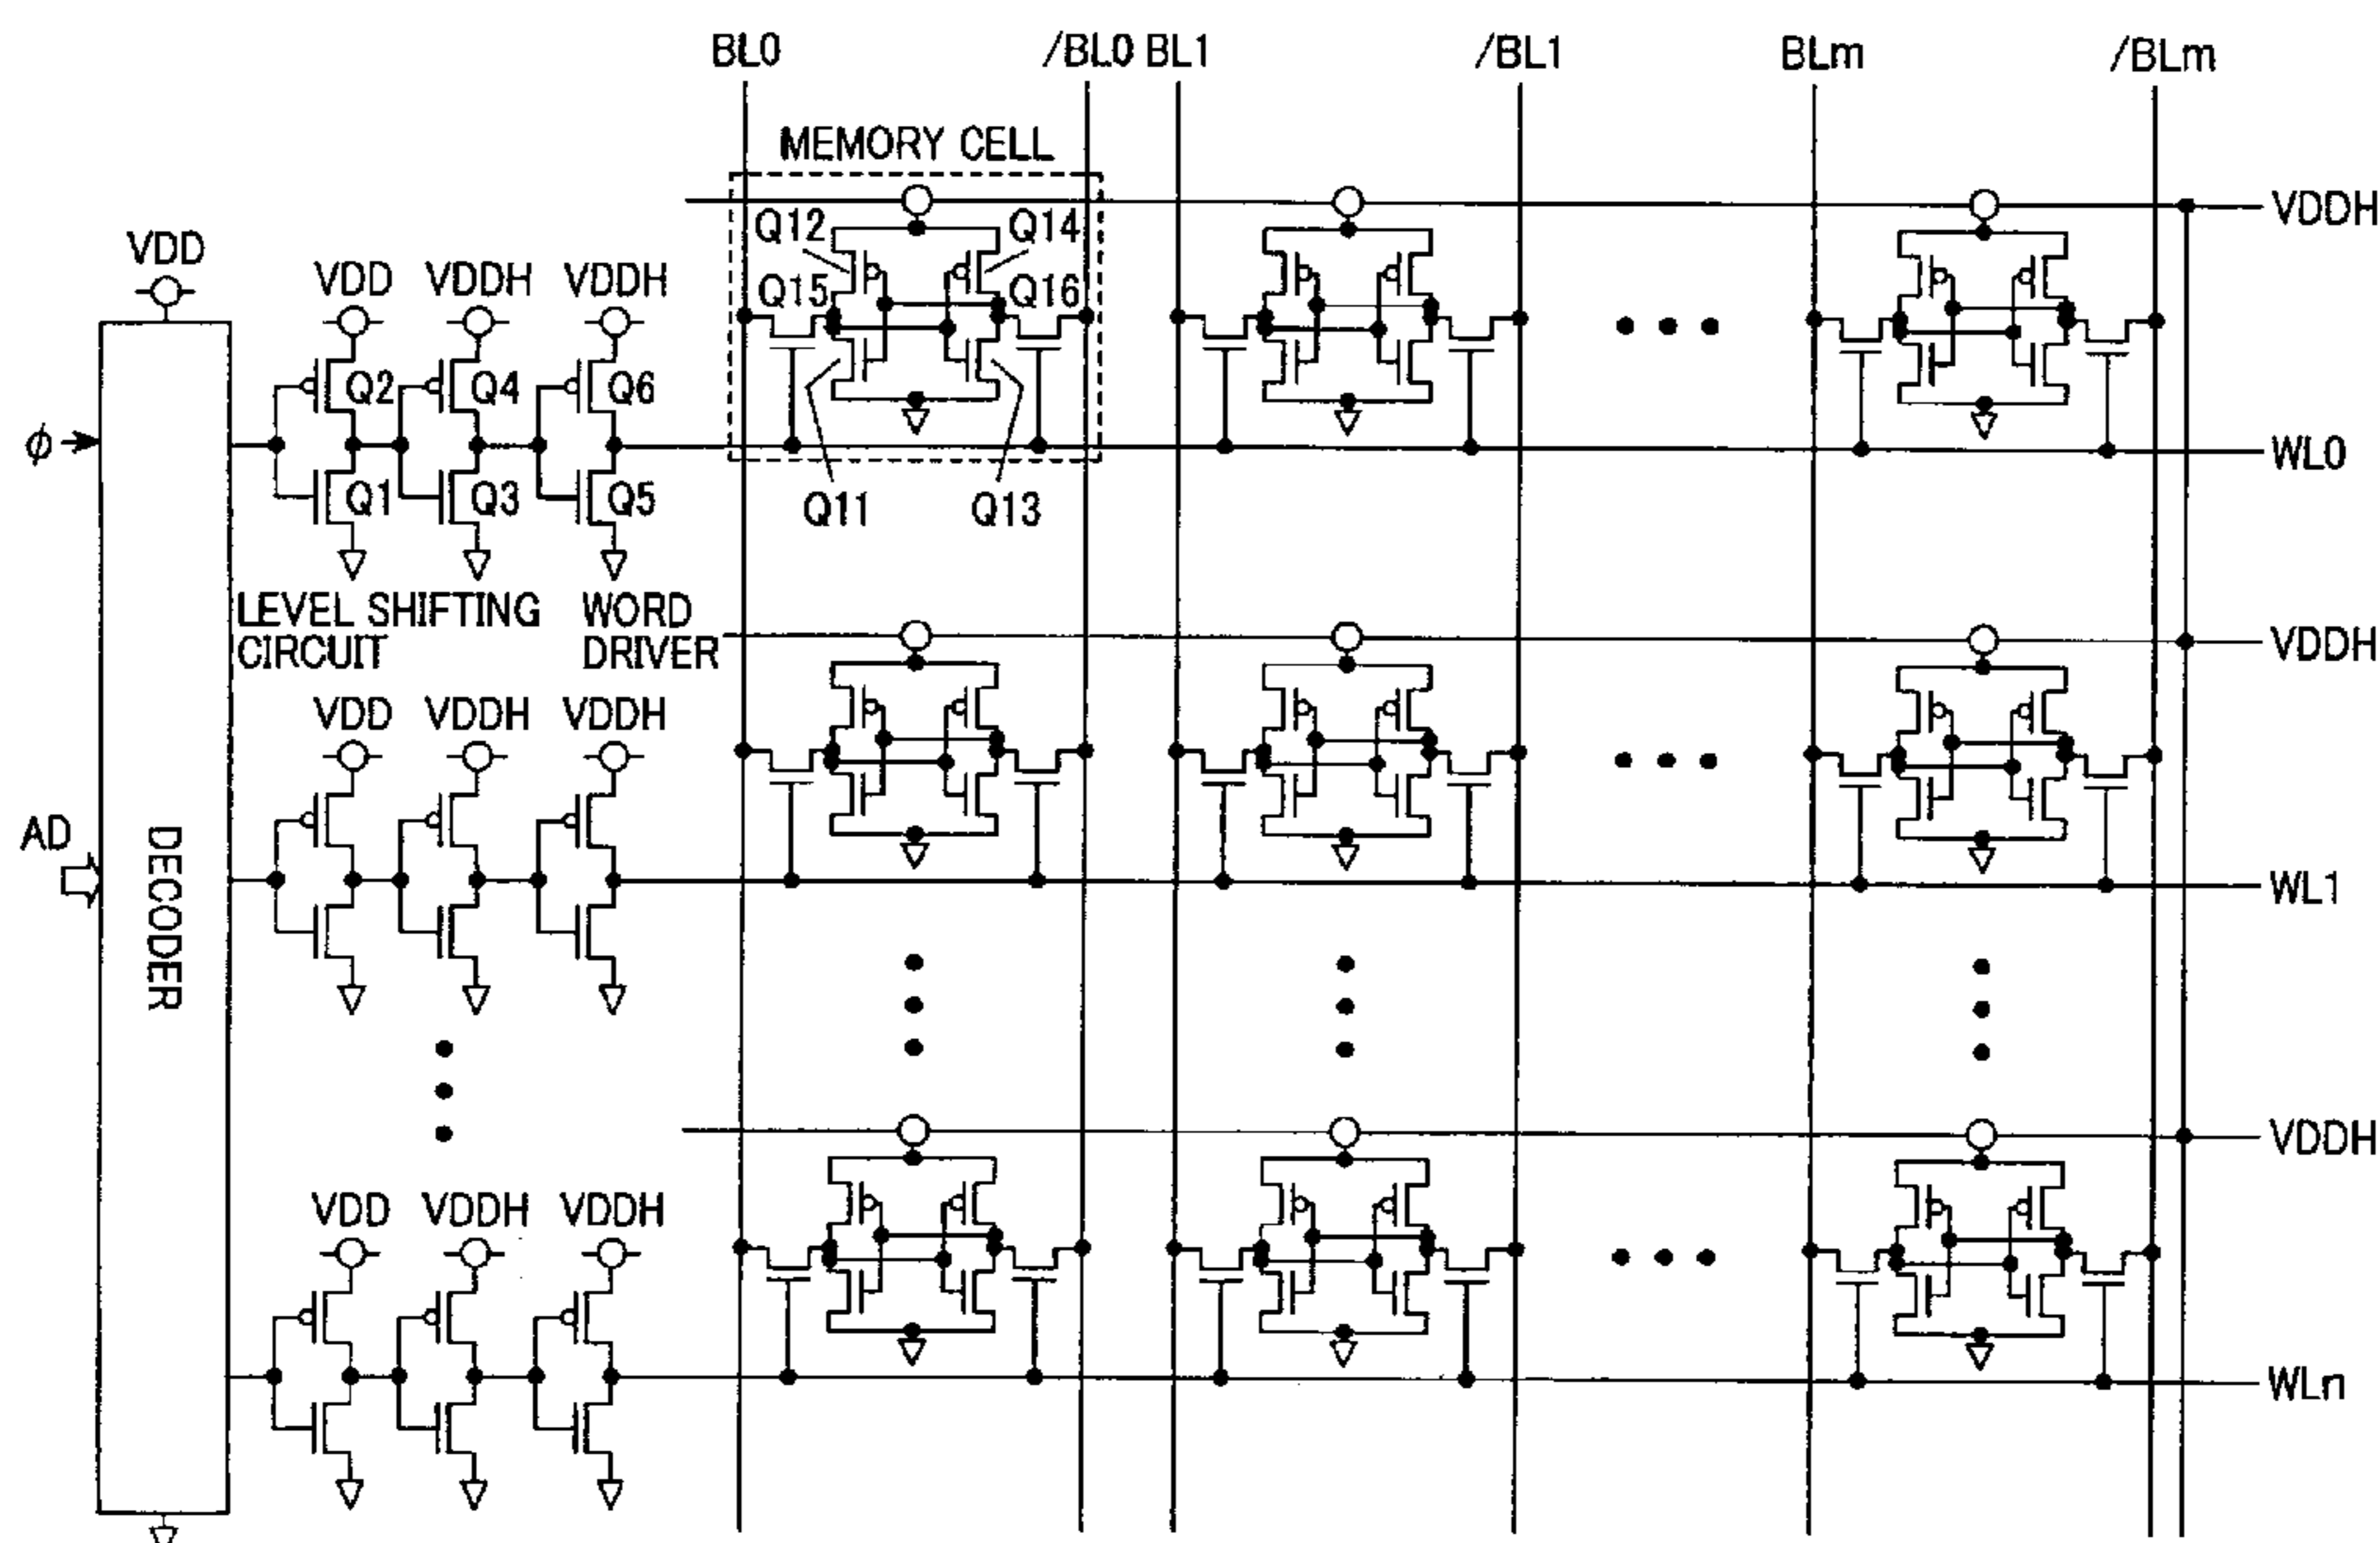 BL0 /BL0 BL1 /BL1 BLm /BLm
MEMORY CELL
VDDH
Q12 Q14
VDD
VDD VDDH VDDH
Q15 Q16
Q2 Q4 Q6
ϕ
WL0
Q1 Q3 Q5
Q11 Q13
LEVEL SHIFTING
CIRCUIT
WORD
DRIVER
VDDH
VDD VDDH VDDH
AD
DECODER
WL1
VDDH
VDD VDDH VDDH
WLn